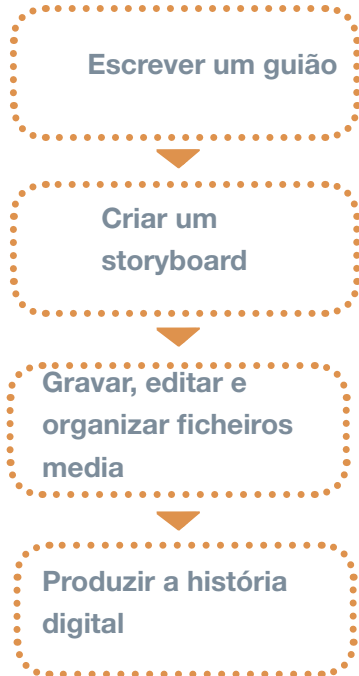 Escrever um guião
Criar um
storyboard
Gravar, editar e
organizar ficheiros
media
Produzir a história
digital